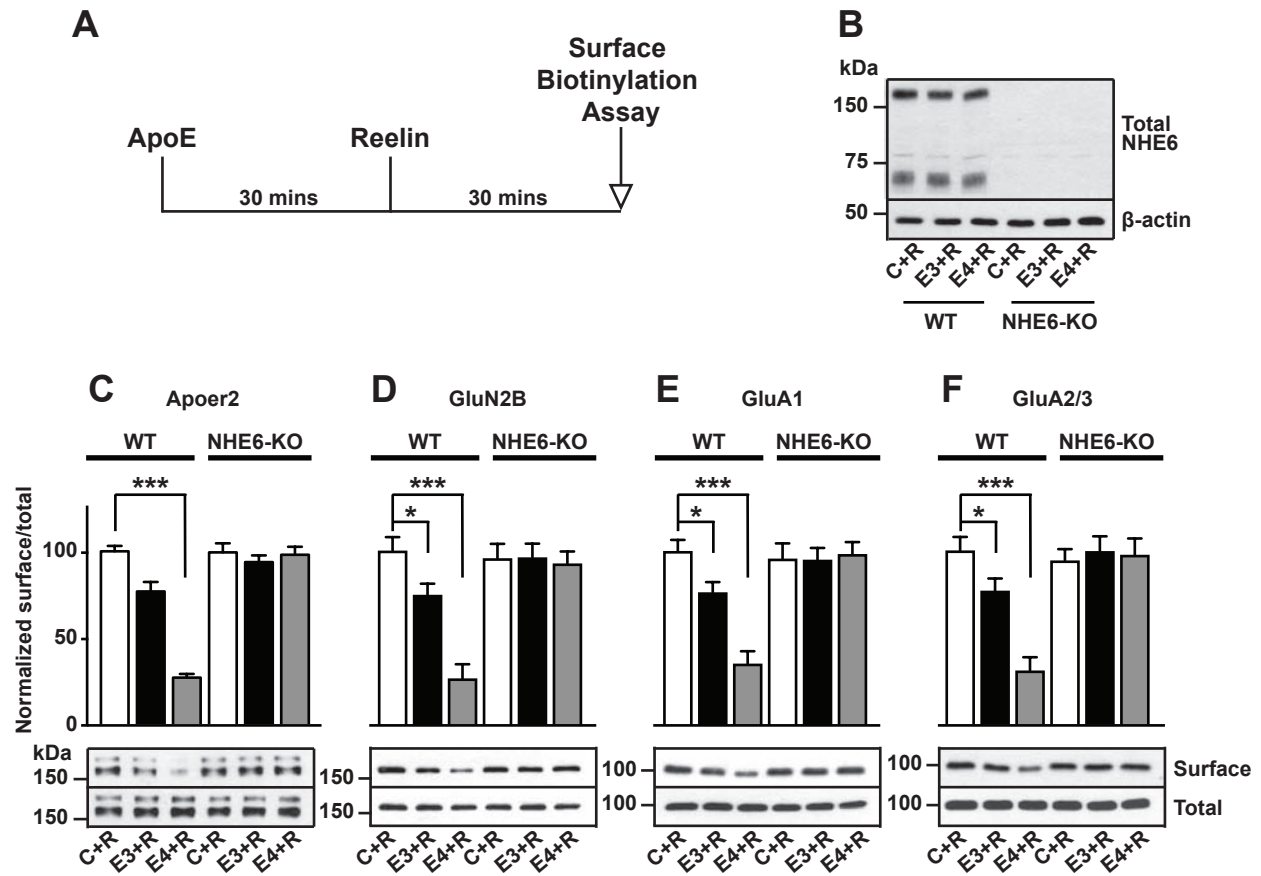 A
ApoE
Reelin
Surface
Biotinylation
Assay
30 mins
30 mins
B
kDa
150
75
50
Total
NHE6
β-actin
C+R
E3+R
E4+R
C+R
E3+R
E4+R
WT
NHE6-KO
C
Apoer2
WT
NHE6-KO
***
Normalized surface/total
100
50
0
kDa
150
150
C+R
E3+R
E4+R
C+R
E3+R
E4+R
D
GluN2B
WT
NHE6-KO
***
*
150
150
C+R
E3+R
E4+R
C+R
E3+R
E4+R
E
GluA1
WT
NHE6-KO
***
*
100
100
C+R
E3+R
E4+R
C+R
E3+R
E4+R
F
GluA2/3
WT
NHE6-KO
***
*
100
100
Surface
Total
C+R
E3+R
E4+R
C+R
E3+R
E4+R